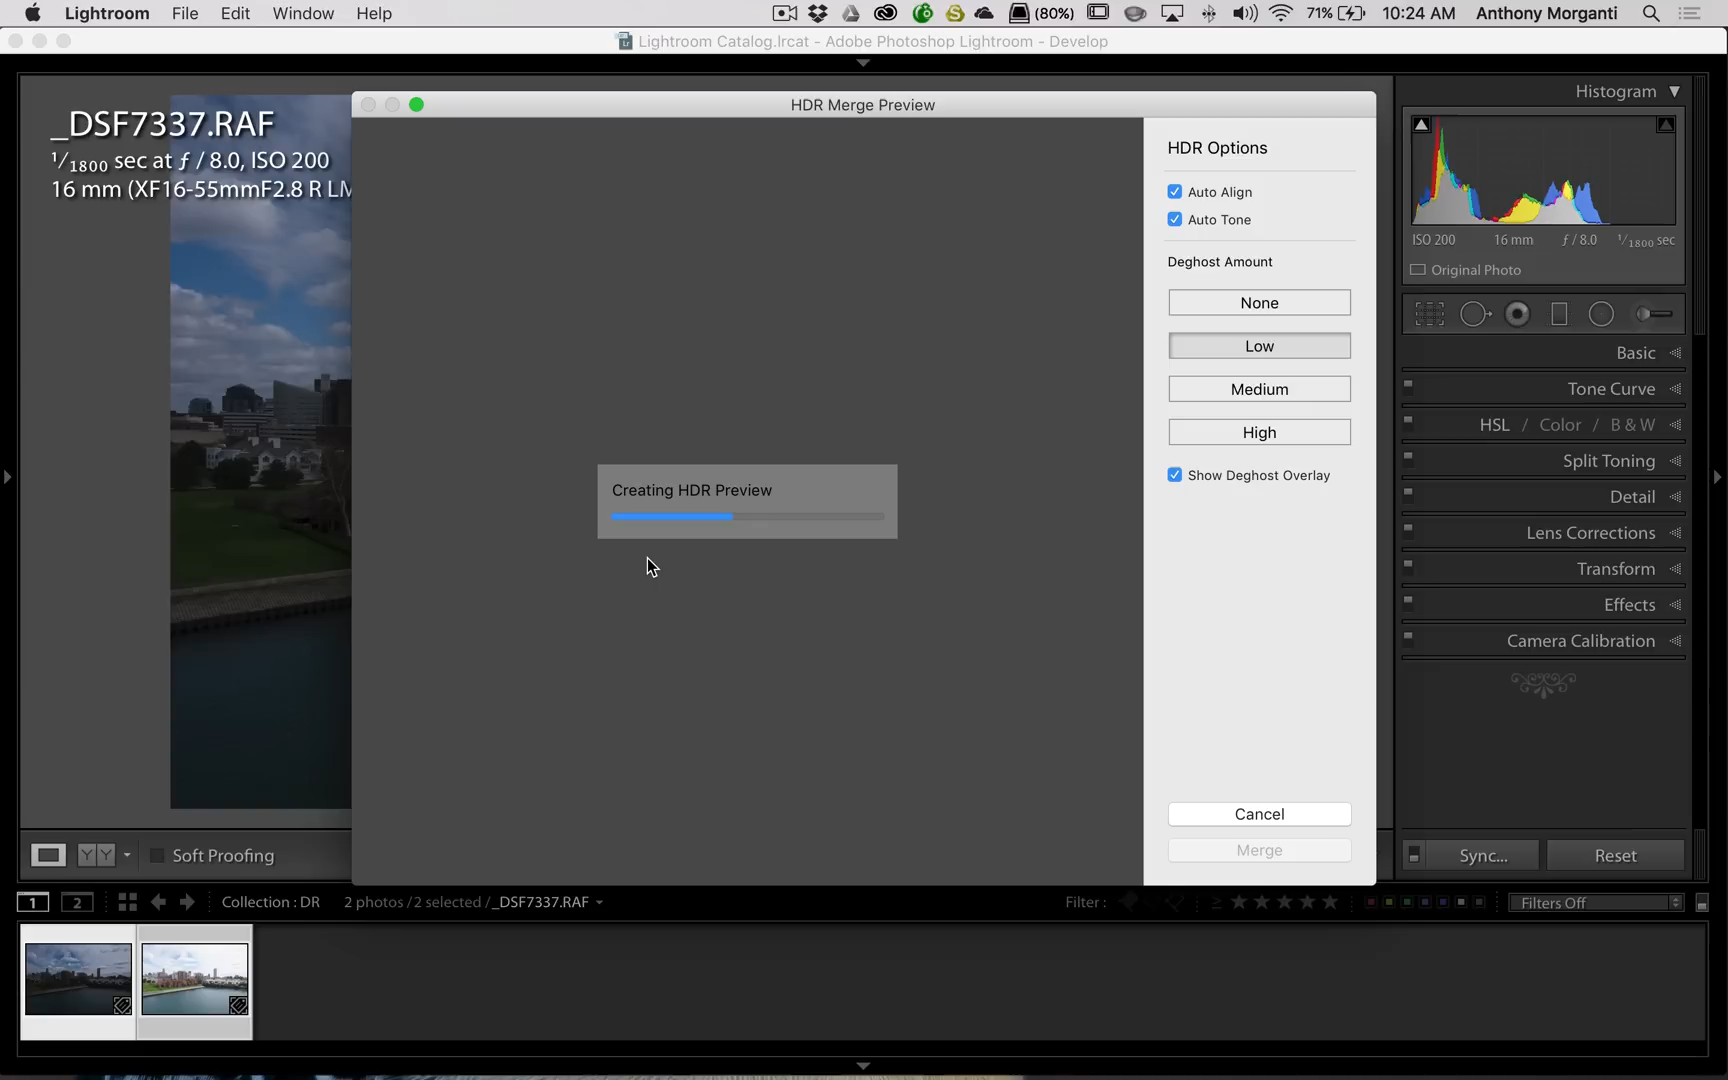 Lightroom File Edit Window Help (80%) 71% 10:24 AM Anthony Morganti
Lightroom Catalog.lrcat - Adobe Photoshop Lightroom - Develop
HDR Merge Preview
_DSF7337.RAF
1/1800 sec at ƒ / 8.0, ISO 200
16 mm (XF16-55mmF2.8 R LM
Creating HDR Preview
HDR Options
Auto Align
Auto Tone
Deghost Amount
None
Low
Medium
High
Show Deghost Overlay
Cancel
Merge
Histogram
ISO 200 16 mm ƒ / 8.0 1/1800 sec
Original Photo
Basic
Tone Curve
HSL / Color / B & W
Split Toning
Detail
Lens Corrections
Transform
Effects
Camera Calibration
YY Soft Proofing
Sync... Reset
1 2 Collection : DR 2 photos / 2 selected / _DSF7337.RAF Filter : ≥ ★★★★★ Filters Off